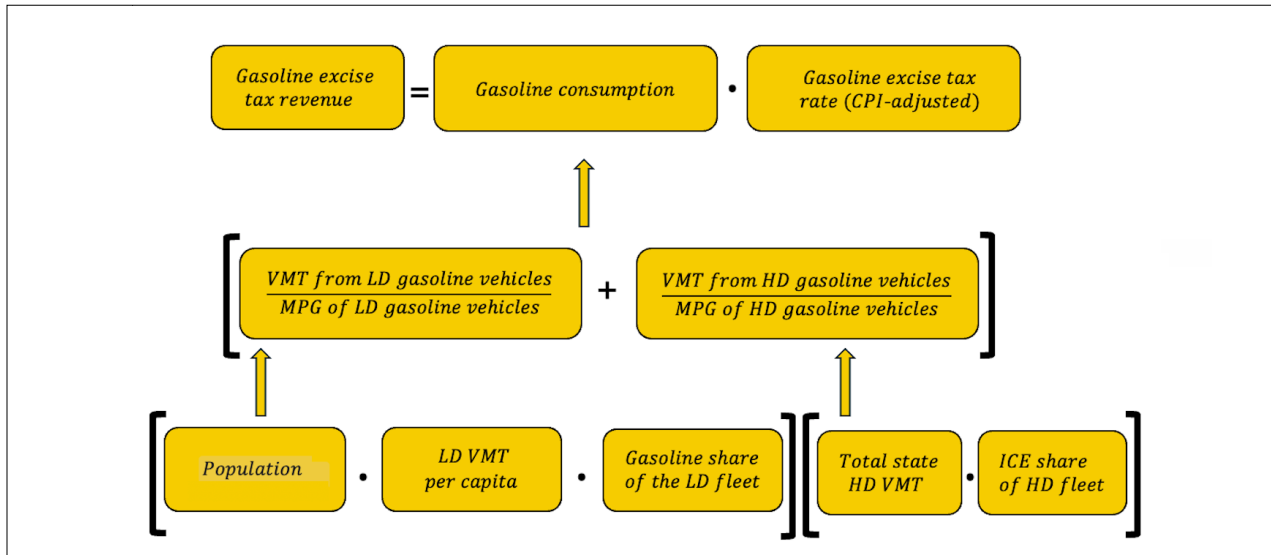 Gasoline excise
tax revenue
=
Gasoline consumption
·
Gasoline excise tax
rate (CPI-adjusted)
[
VMT from LD gasoline vehicles
MPG of LD gasoline vehicles
+
VMT from HD gasoline vehicles
MPG of HD gasoline vehicles
]
[
Population
·
LD VMT
per capita
·
Gasoline share
of the LD fleet
]
[
Total state
HD VMT
·
ICE share
of HD fleet
]